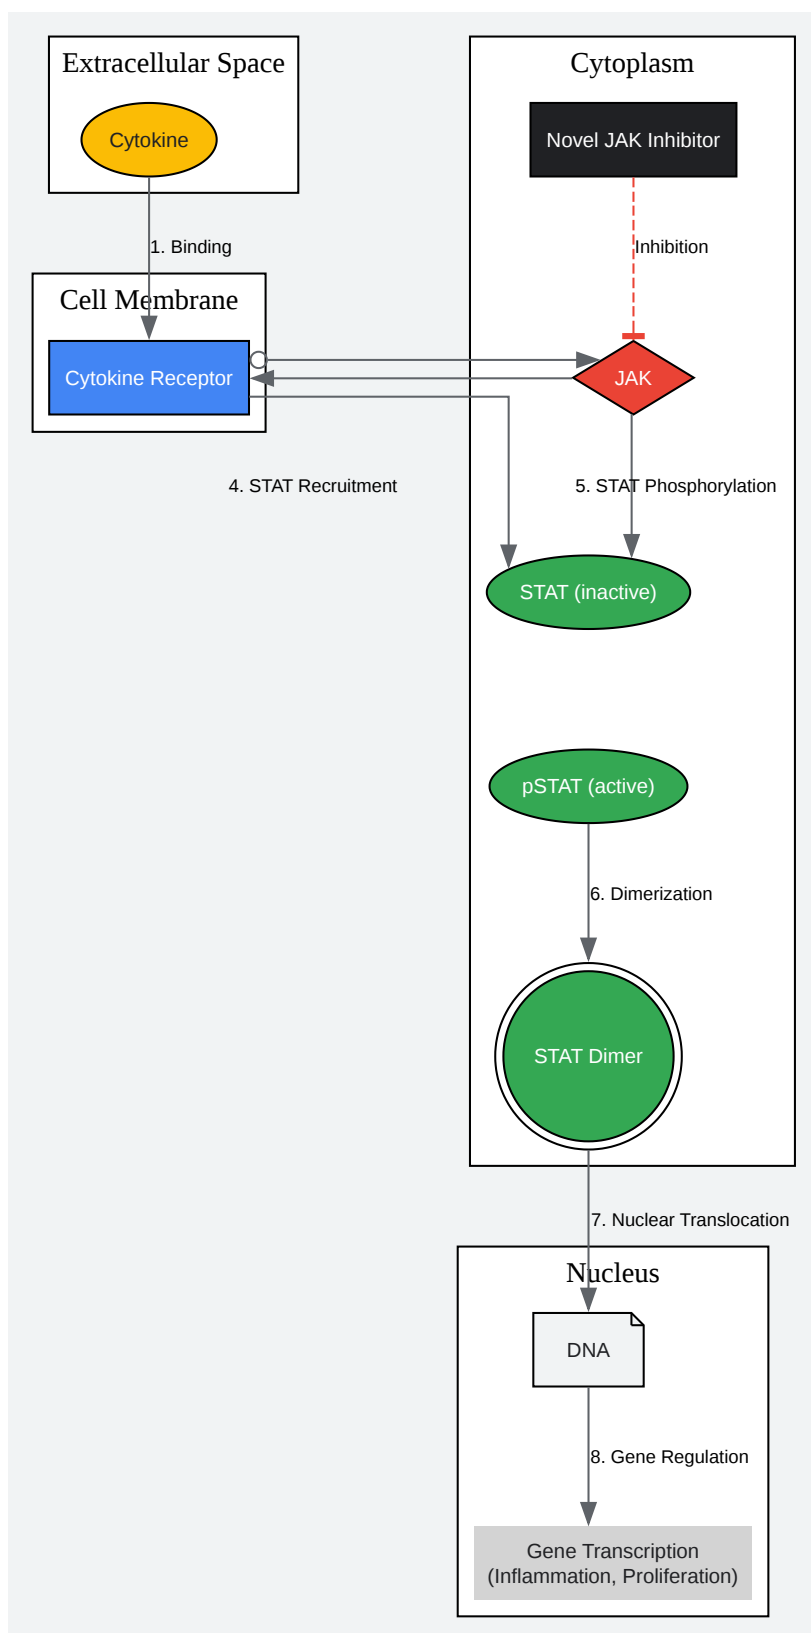 Extracellular Space
Cytoplasm
Cytokine
Novel JAK Inhibitor
1. Binding
Inhibition
Cell Membrane
Cytokine Receptor
JAK
4. STAT Recruitment
5. STAT Phosphorylation
STAT (inactive)
pSTAT (active)
6. Dimerization
STAT Dimer
7. Nuclear Translocation
Nucleus
DNA
8. Gene Regulation
Gene Transcription
(Inflammation, Proliferation)